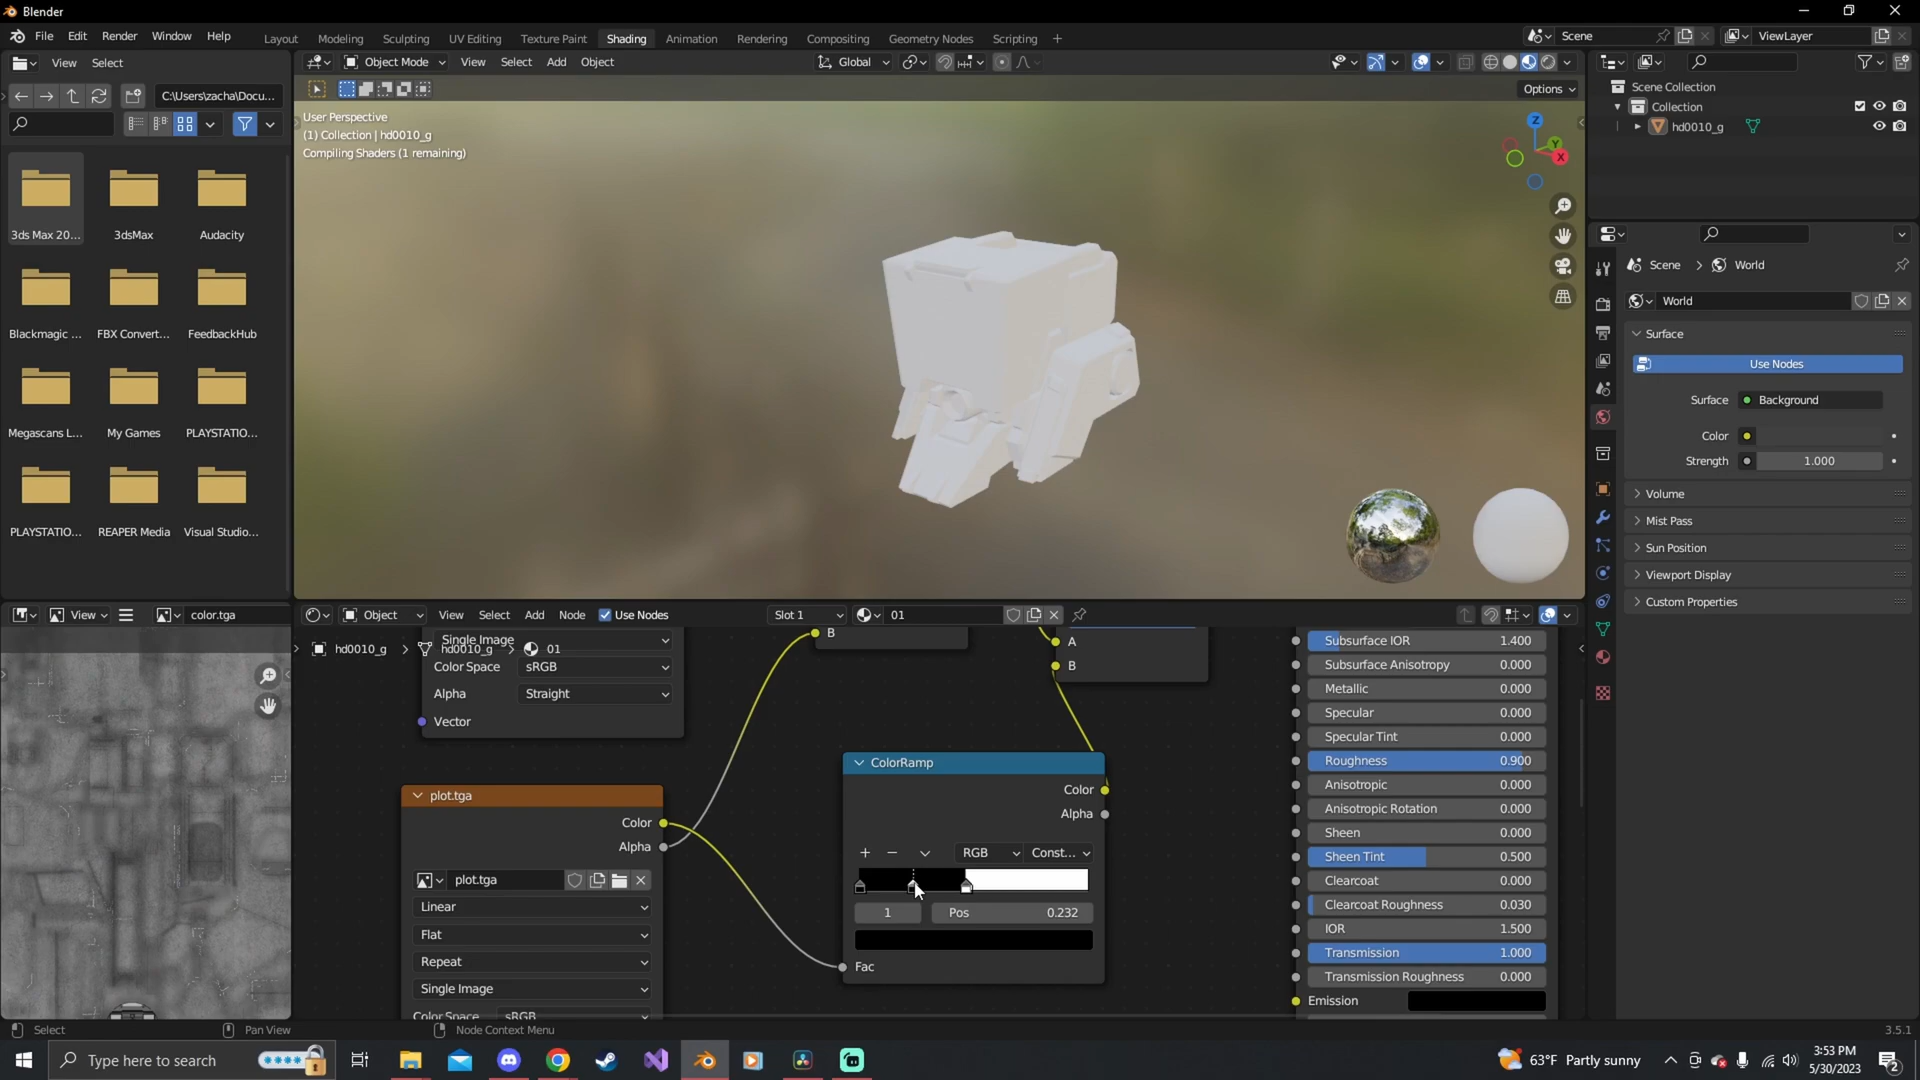 Blender
File Edit Render Window Help
Layout Modeling Sculpting UV Editing Texture Paint Shading Animation Rendering Compositing Geometry Nodes Scripting +
Scene
ViewLayer
View Select
Object Mode View Select Add Object
Global
C:\Users\zacha\Docu...
Options
User Perspective
(1) Collection | hd0010_g
Compiling Shaders (1 remaining)
Z
Y
X
3ds Max 20...
3dsMax
Audacity
Blackmagic ...
FBX Convert...
FeedbackHub
Megascans L...
My Games
PLAYSTATIO...
PLAYSTATIO...
REAPER Media
Visual Studio...
Scene Collection
Collection
hd0010_g
Scene > World
World
Surface
Use Nodes
Surface Background
Color
Strength 1.000
Volume
Mist Pass
Sun Position
Viewport Display
Custom Properties
View color.tga
Object View Select Add Node Use Nodes
Slot 1 01
hd0010_g > hd0010_g > 01
Single Image
Color Space sRGB
Alpha Straight
Vector
B
A
B
plot.tga
Color
Alpha
plot.tga
Linear
Flat
Repeat
Single Image
Color Space sRGB
ColorRamp
Color
Alpha
+ − RGB Const...
1 Pos 0.232
Fac
Subsurface IOR 1.400
Subsurface Anisotropy 0.000
Metallic 0.000
Specular 0.000
Specular Tint 0.000
Roughness 0.900
Anisotropic 0.000
Anisotropic Rotation 0.000
Sheen 0.000
Sheen Tint 0.500
Clearcoat 0.000
Clearcoat Roughness 0.030
IOR 1.500
Transmission 1.000
Transmission Roughness 0.000
Emission
Select Pan View Node Context Menu 3.5.1
Type here to search
63°F Partly sunny
3:53 PM
5/30/2023
2